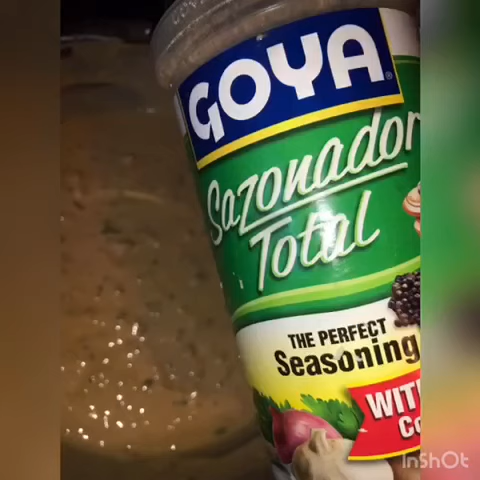 GOYA
Sazonador
Total
THE PERFECT
Seasoning
InShOt